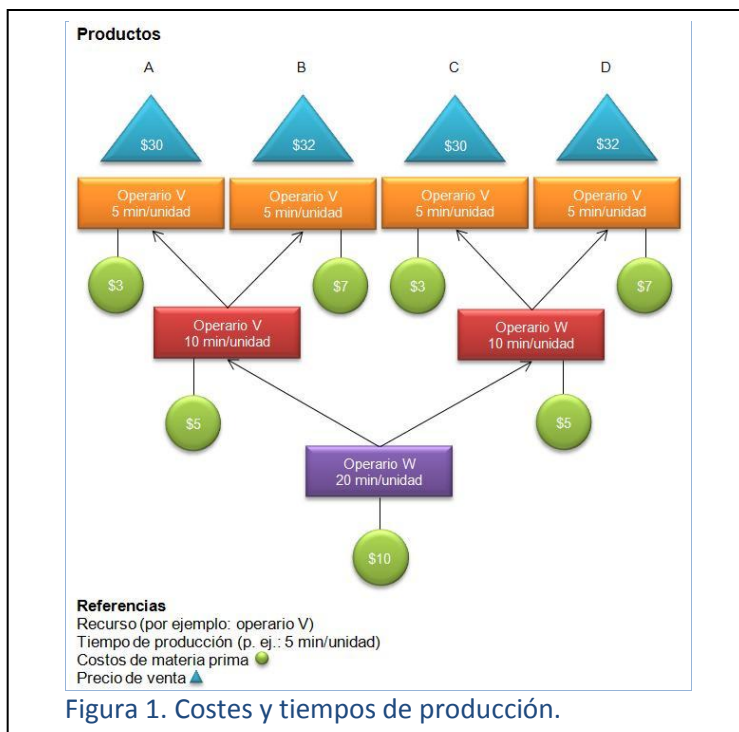 Productos
A B C D
$30 $32 $30 $32
Operario V Operario V Operario V Operario V
5 min/unidad 5 min/unidad 5 min/unidad 5 min/unidad
$3 $7 $3 $7
Operario V Operario W
10 min/unidad 10 min/unidad
$5 $5
Operario W
20 min/unidad
$10
Referencias
Recurso (por ejemplo: operario V)
Tiempo de producción (p. ej.: 5 min/unidad)
Costos de materia prima
Precio de venta
Figura 1. Costes y tiempos de producción.